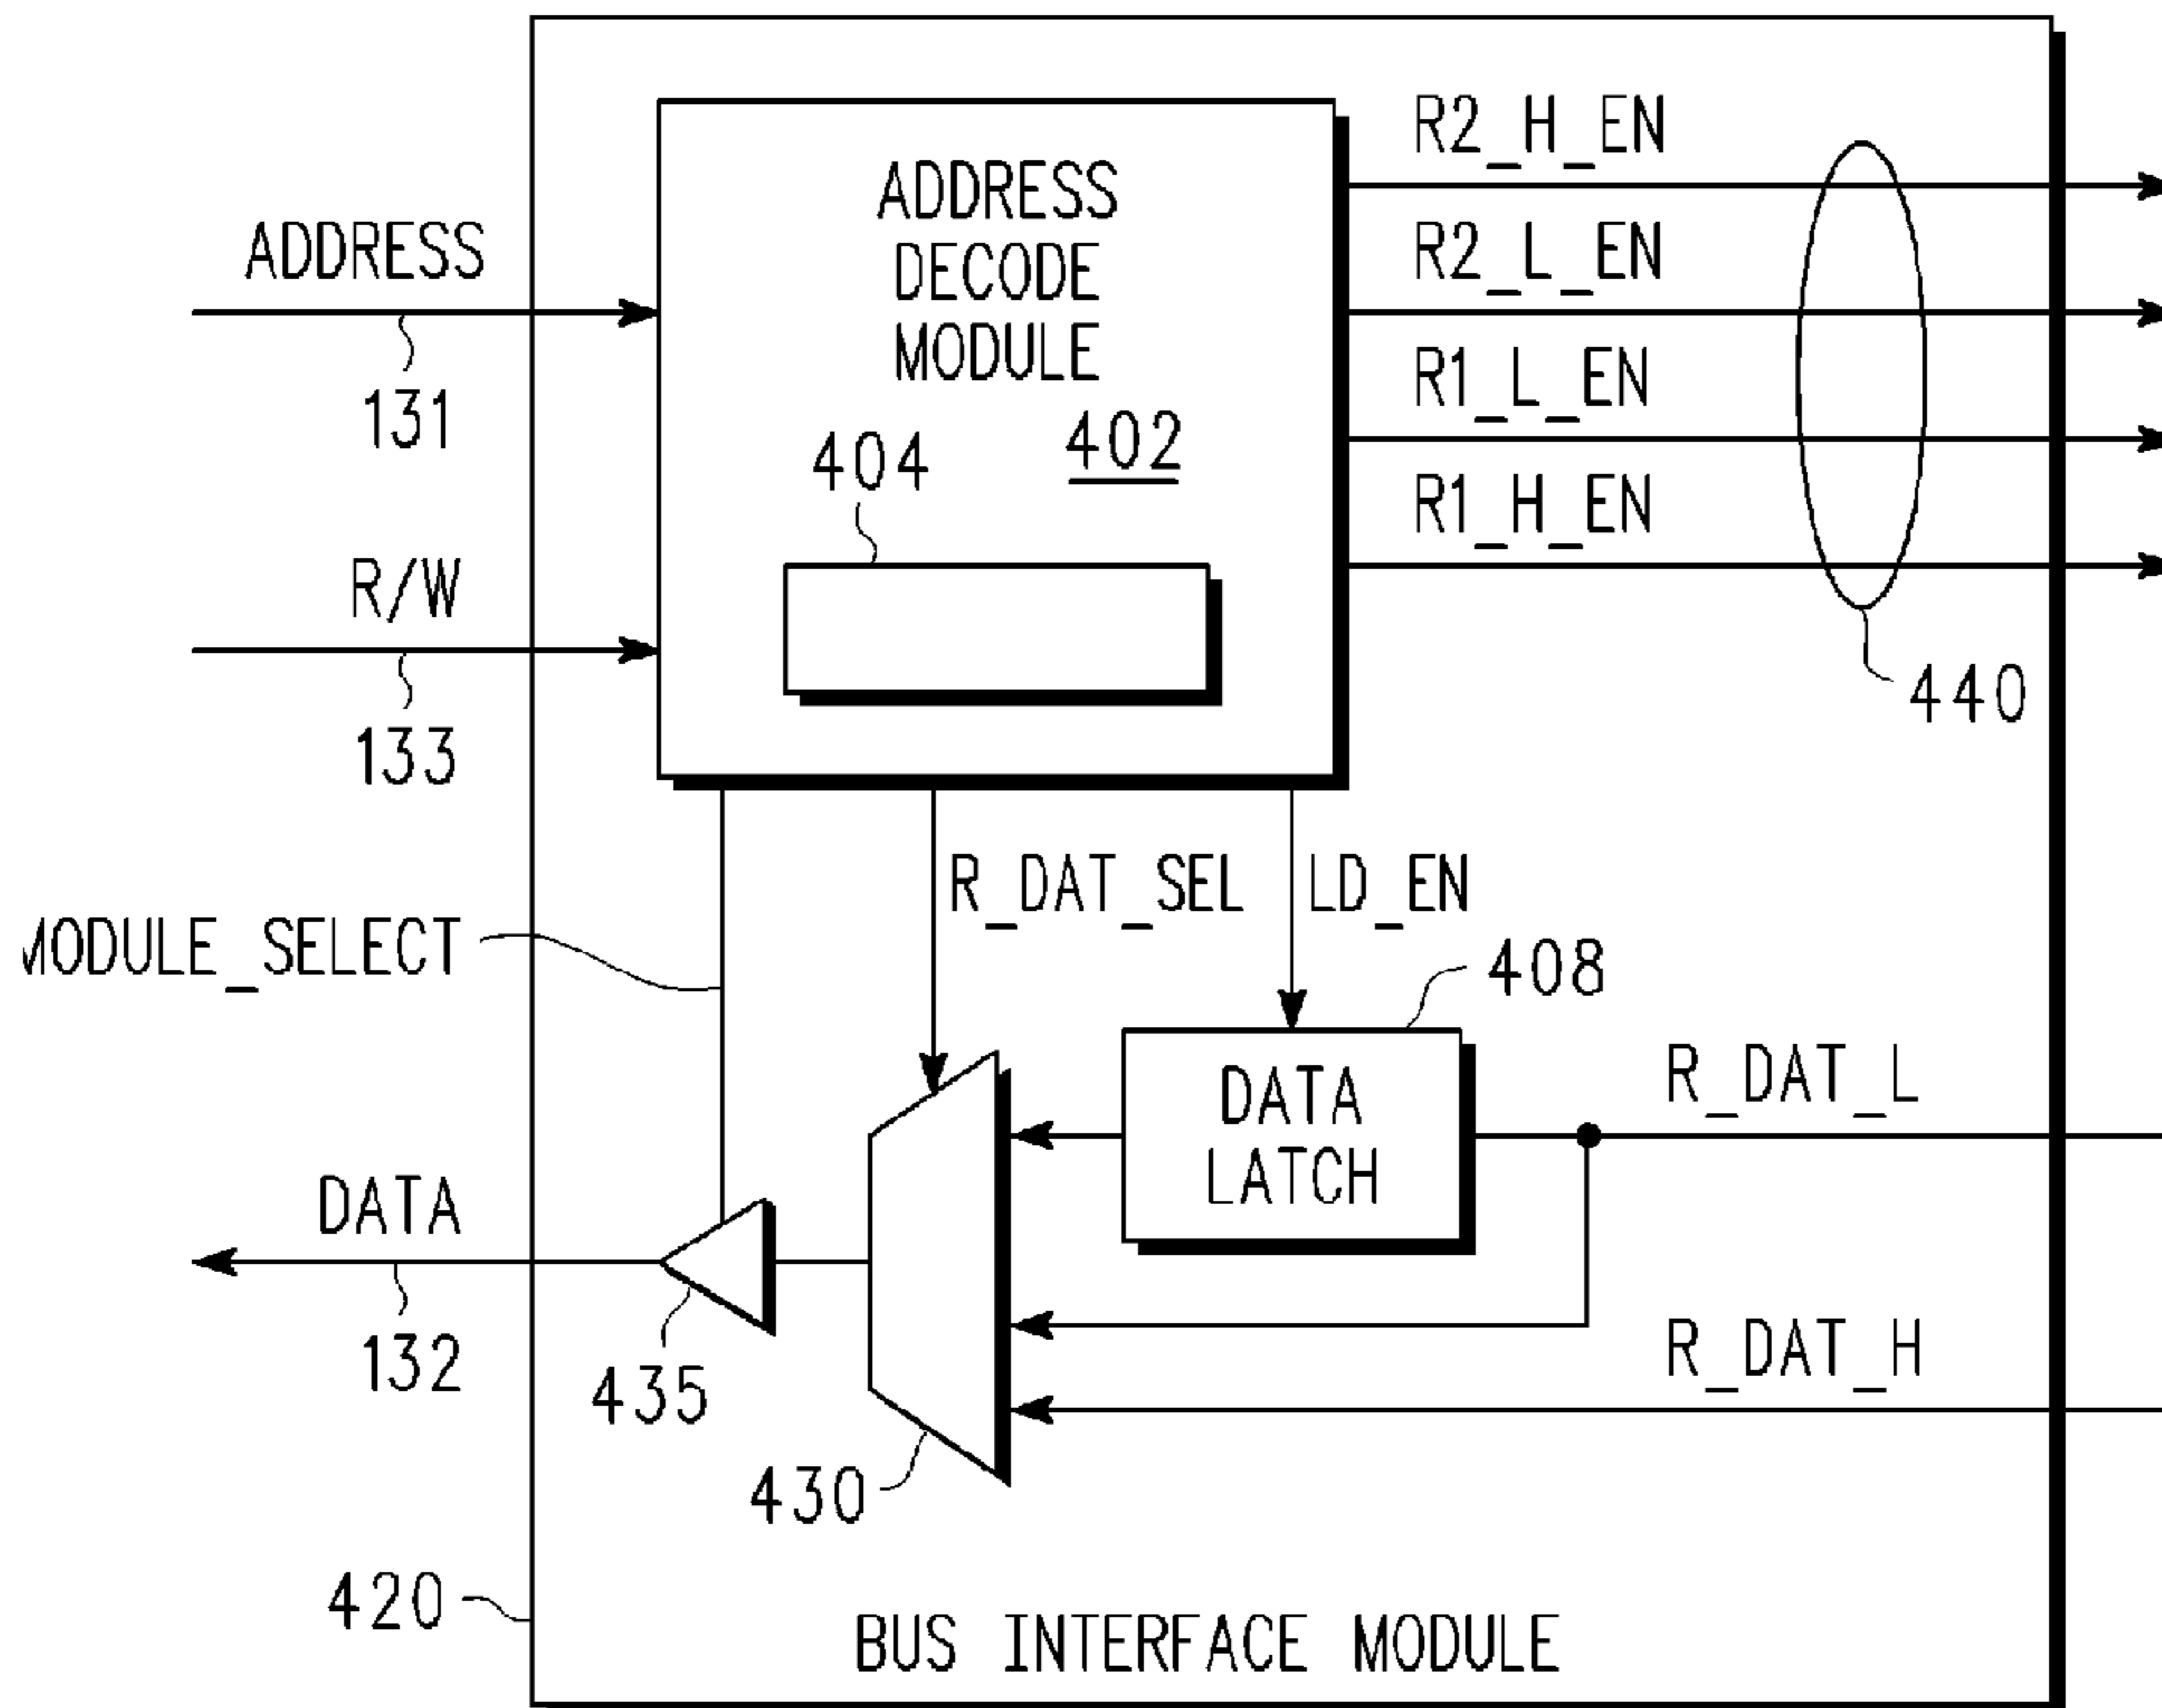 R2_H_EN
ADDRESS
DECODE
MODULE
ADDRESS
R2_L_EN
R1_L_EN
131
404
402
R1_H_EN
R/W
133
440
R_DAT_SEL
LD_EN
MODULE_SELECT
408
DATA
LATCH
R_DAT_L
DATA
132
435
R_DAT_H
430
420
BUS INTERFACE MODULE